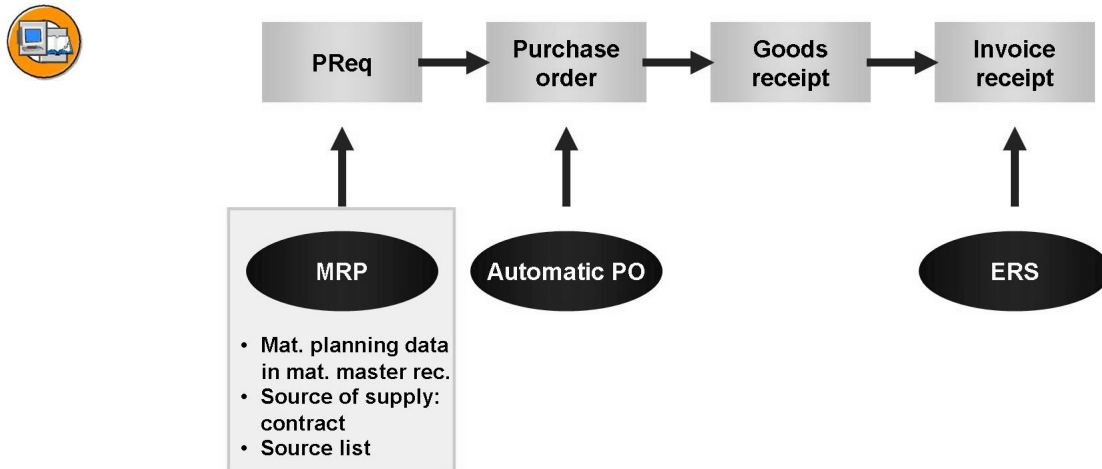 PReq
Purchase
order
Goods
receipt
Invoice
receipt
MRP
Automatic PO
ERS
• Mat. planning data
in mat. master rec.
• Source of supply:
contract
• Source list